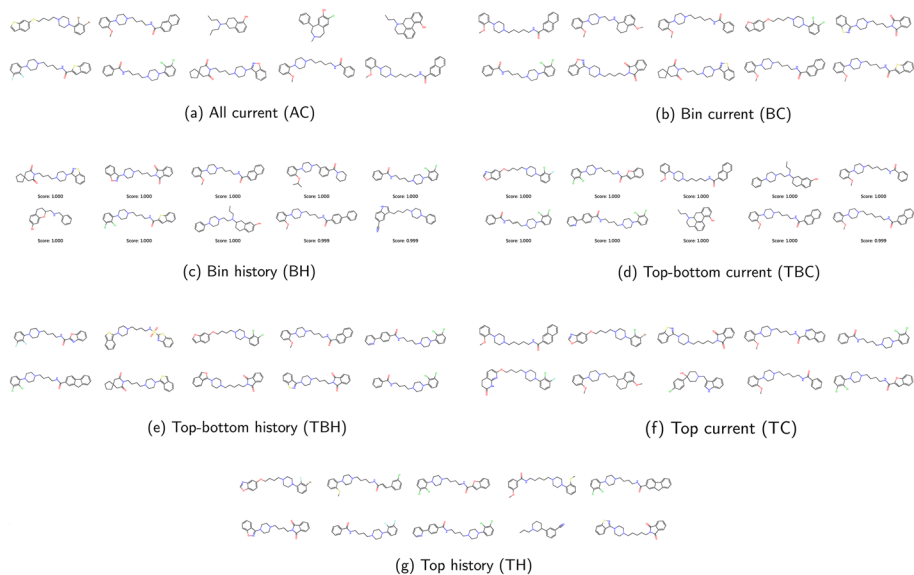 (a) All current (AC)
(b) Bin current (BC)
Score: 1.000 Score: 1.000 Score: 1.000 Score: 1.000 Score: 1.000
Score: 1.000 Score: 1.000 Score: 1.000 Score: 0.999 Score: 0.999
(c) Bin history (BH)
Score: 1.000 Score: 1.000 Score: 1.000 Score: 1.000 Score: 1.000
Score: 1.000 Score: 1.000 Score: 1.000 Score: 1.000 Score: 0.999
(d) Top-bottom current (TBC)
(e) Top-bottom history (TBH)
(f) Top current (TC)
(g) Top history (TH)